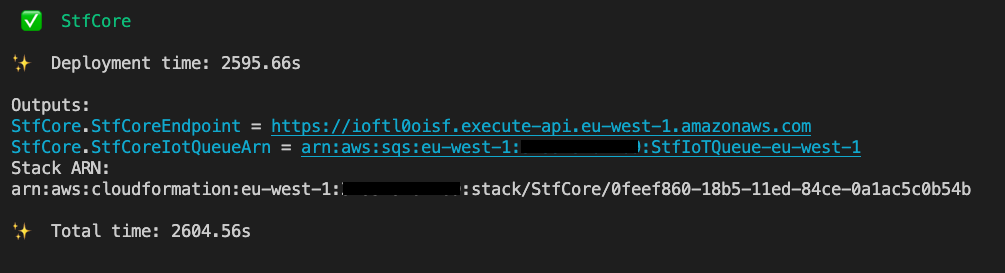 ✅ StfCore
✨ Deployment time: 2595.66s
Outputs:
StfCore.StfCoreEndpoint = https://ioftl0oisf.execute-api.eu-west-1.amazonaws.com
StfCore.StfCoreIotQueueArn = arn:aws:sqs:eu-west-1: :StfIoTQueue-eu-west-1
Stack ARN:
arn:aws:cloudformation:eu-west-1: :stack/StfCore/0feef860-18b5-11ed-84ce-0a1ac5c0b54b
✨ Total time: 2604.56s